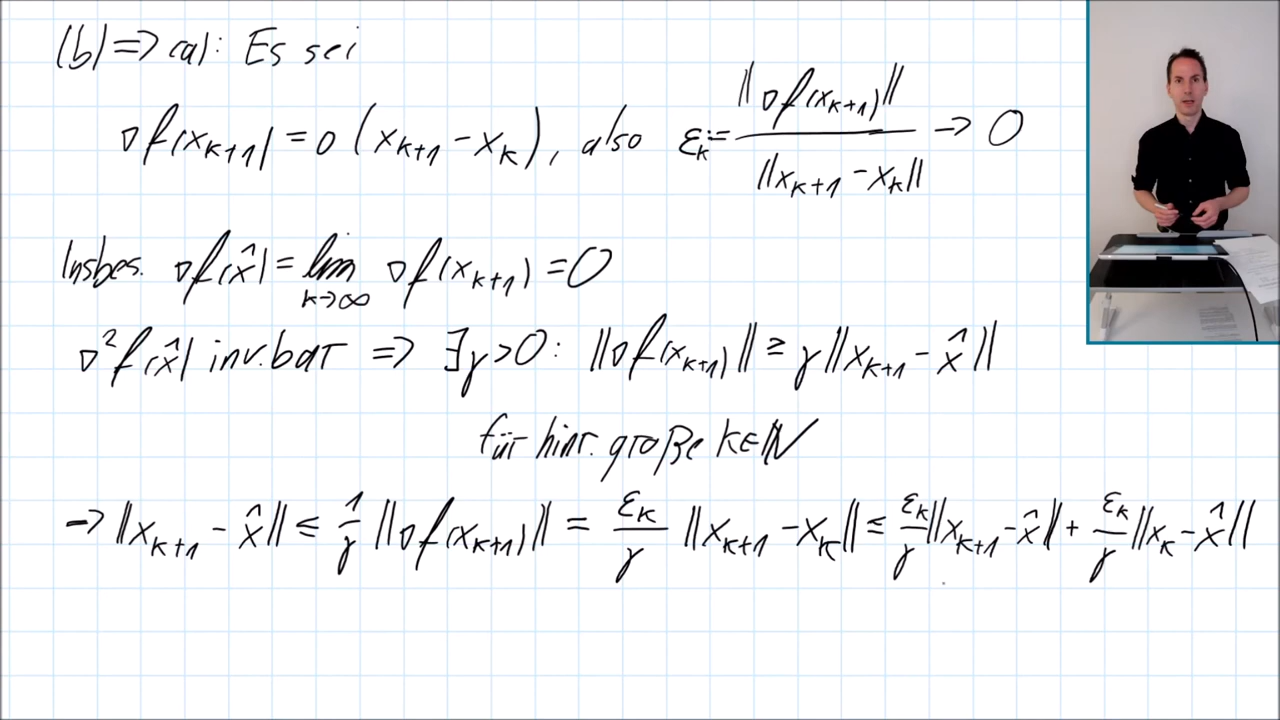 (b) => (a): Es sei
∇f(x_{k+1}) = o(x_{k+1} - x_k), also ε_k := ||∇f(x_{k+1})|| / ||x_{k+1} - x_k|| → 0
Insbes. ∇f(x̂) = lim_{k→∞} ∇f(x_{k+1}) = 0
∇²f(x̂) inv.bar => ∃γ>0: ||∇f(x_{k+1})|| ≥ γ||x_{k+1} - x̂||
für hinr. große k∈ℕ
→ ||x_{k+1} - x̂|| ≤ 1/γ ||∇f(x_{k+1})|| = ε_k/γ ||x_{k+1} - x_k|| ≤ ε_k/γ ||x_{k+1} - x̂|| + ε_k/γ ||x_k - x̂||